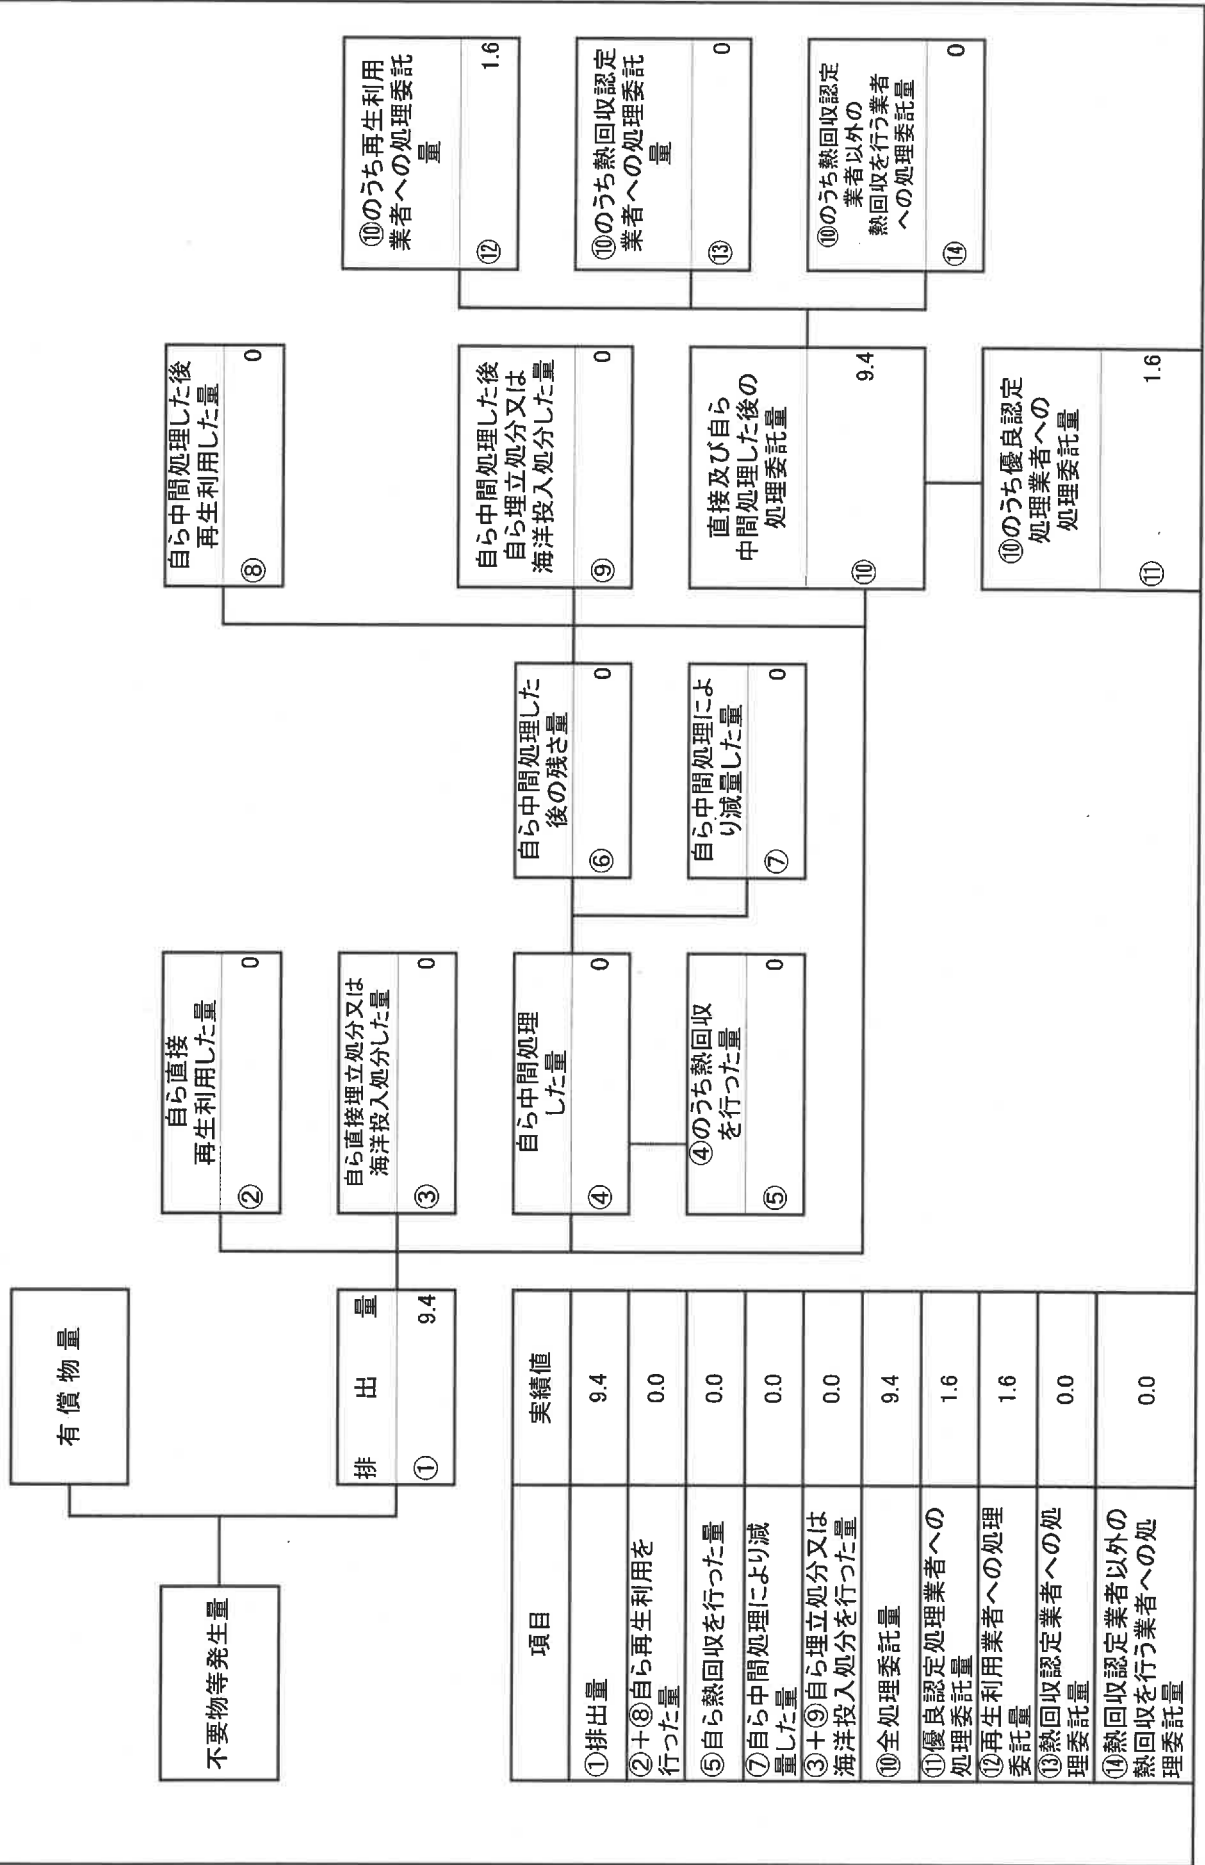 不要物等発生量
有償物量
排出量
① 9.4
自ら直接
再生利用した量
② 0
自ら直接埋立処分又は
海洋投入処分した量
③ 0
自ら中間処理
した量
④ 0
④のうち熱回収
を行った量
⑤ 0
自ら中間処理した
後の残さ量
⑥ 0
自ら中間処理によ
り減量した量
⑦ 0
自ら中間処理した後
再生利用した量
⑧ 0
自ら中間処理した後
自ら埋立処分又は
海洋投入処分した量
⑨ 0
直接及び自ら
中間処理した後の
処理委託量
⑩ 9.4
⑩のうち優良認定
処理業者への
処理委託量
⑪ 1.6
⑩のうち再生利用
業者への処理委託
量
⑫ 1.6
⑩のうち熱回収認定
業者への処理委託
量
⑬ 0
⑩のうち熱回収認定
業者以外の
熱回収を行う業者
への処理委託量
⑭ 0
項目 実績値
①排出量 9.4
②+⑧自ら再生利用を
行った量 0.0
⑤自ら熱回収を行った量 0.0
⑦自ら中間処理により減
量した量 0.0
③+⑨自ら埋立処分又は
海洋投入処分を行った量 0.0
⑩全処理委託量 9.4
⑪優良認定処理業者への
処理委託量 1.6
⑫再生利用業者への処理
委託量 1.6
⑬熱回収認定業者への処
理委託量 0.0
⑭熱回収認定業者以外の
熱回収を行う業者への処
理委託量 0.0